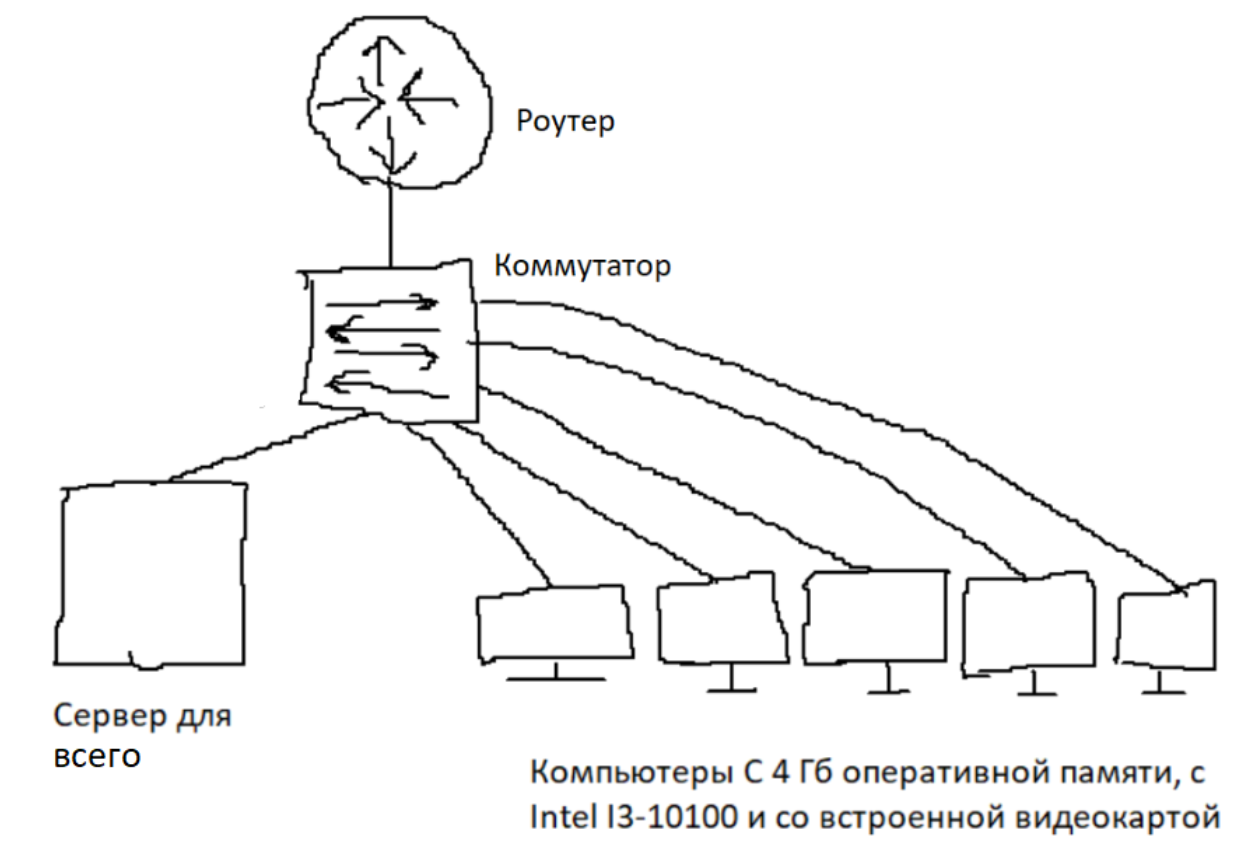 Роутер
Коммутатор
Сервер для
всего
Компьютеры С 4 Гб оперативной памяти, с
Intel I3-10100 и со встроенной видеокартой